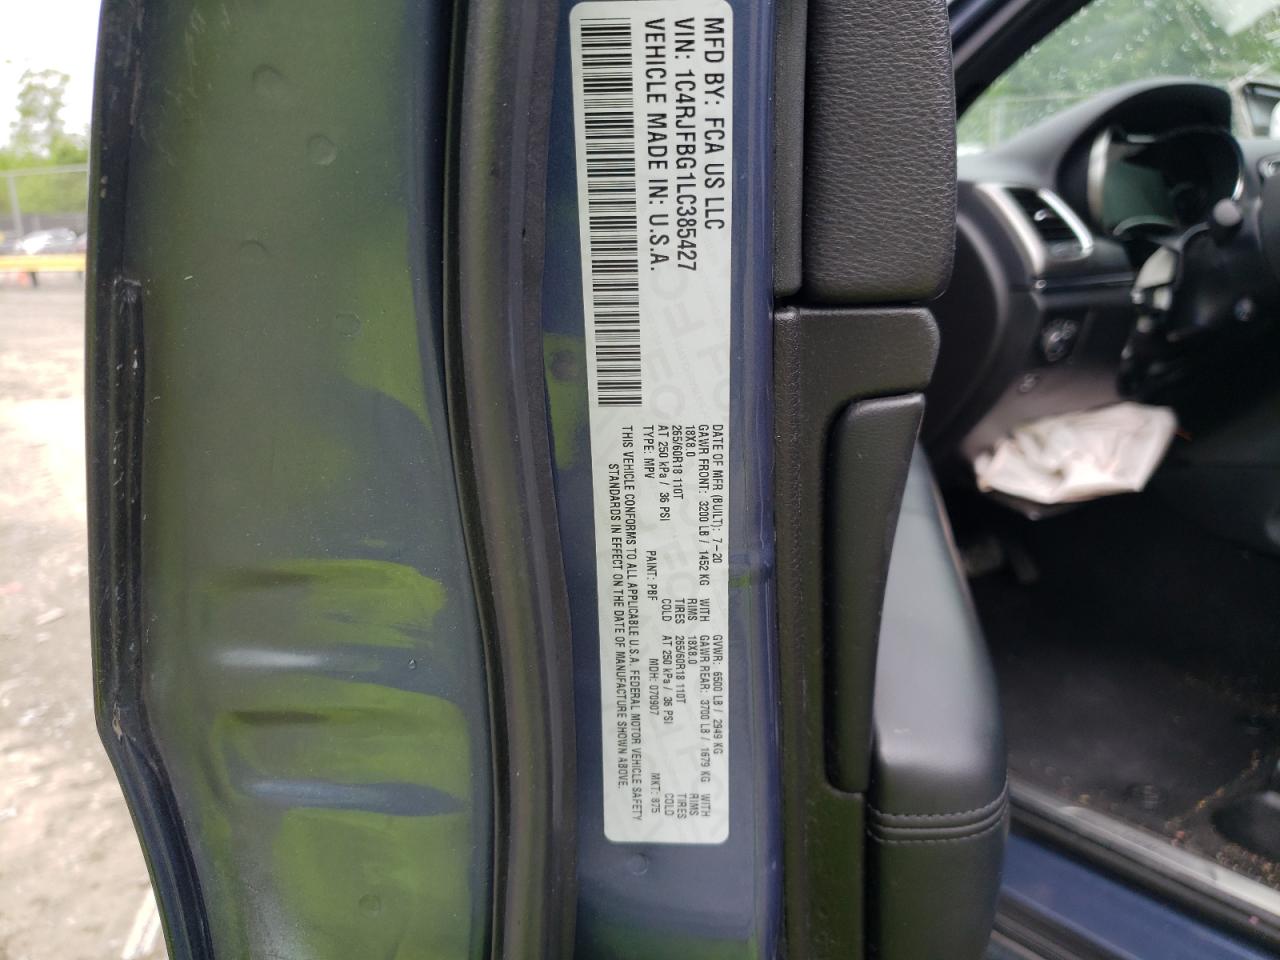 MFD BY: FCA US LLC
VIN: 1C4RJFBG1LC385427
VEHICLE MADE IN: U.S.A.
DATE OF MFR (BUILT): 7-20 GVWR: 6500 LB / 2949 KG
GAWR FRONT: 3200 LB / 1452 KG WITH GAWR REAR: 3700 LB / 1679 KG WITH
18X8.0 RIMS 18X8.0 RIMS
265/60R18 110T TIRES 265/60R18 110T TIRES
AT 250 kPa / 36 PSI COLD AT 250 kPa / 36 PSI COLD
TYPE: MPV PAINT: PBF MDH: 070907 MKT: 875
THIS VEHICLE CONFORMS TO ALL APPLICABLE U.S.A. FEDERAL MOTOR VEHICLE SAFETY
STANDARDS IN EFFECT ON THE DATE OF MANUFACTURE SHOWN ABOVE.